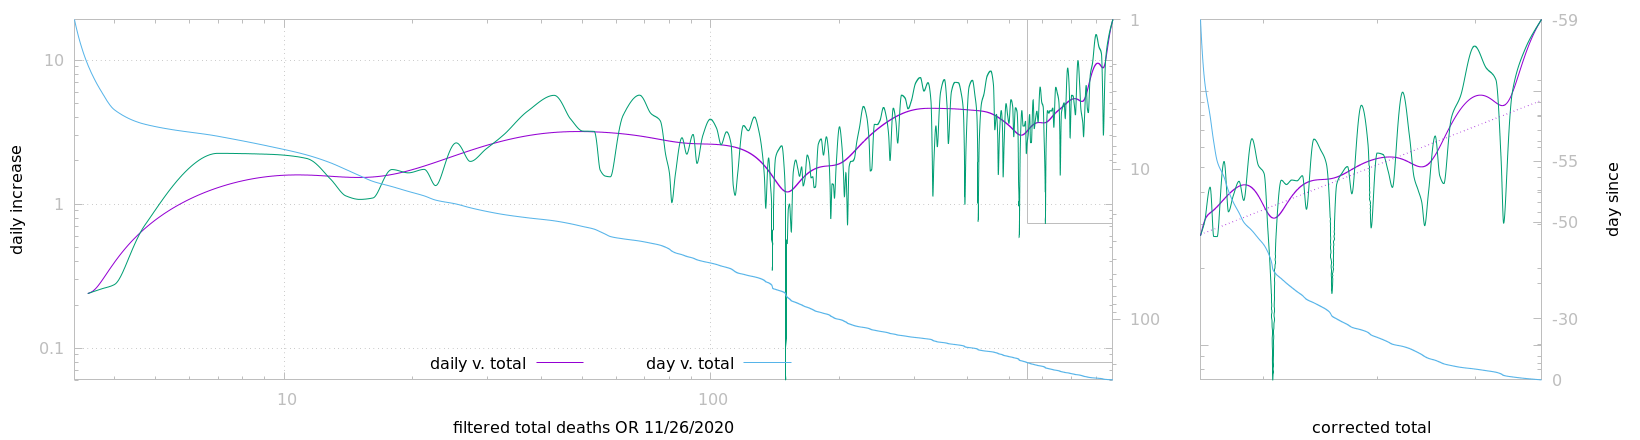 1
-59
10
daily increase
10
-55
1
-50
day since
100
-30
0.1
daily v. total
day v. total
0
10
100
filtered total deaths OR 11/26/2020
corrected total